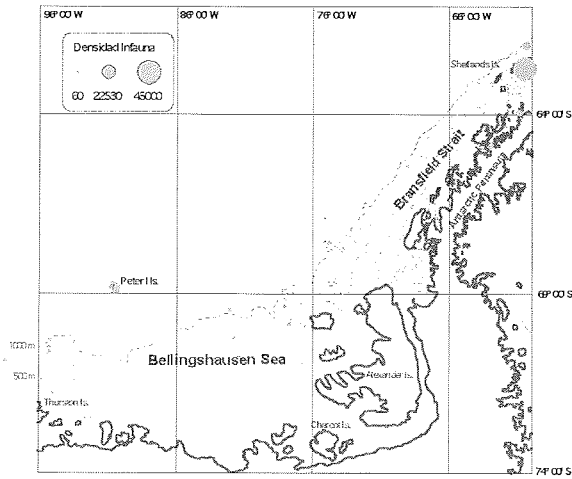 96°00' W 86°00' W 76°00' W 66°00' W
Densidad Infauna
60 22530 45000
Shetlands Is.
64°00' S
Bransfield Strait
Antarctic Peninsula
Peter I Is.
69°00' S
1000 m
Bellingshausen Sea
500 m
Alexander Is.
Thurston Is.
Charcot Is.
74°00' S